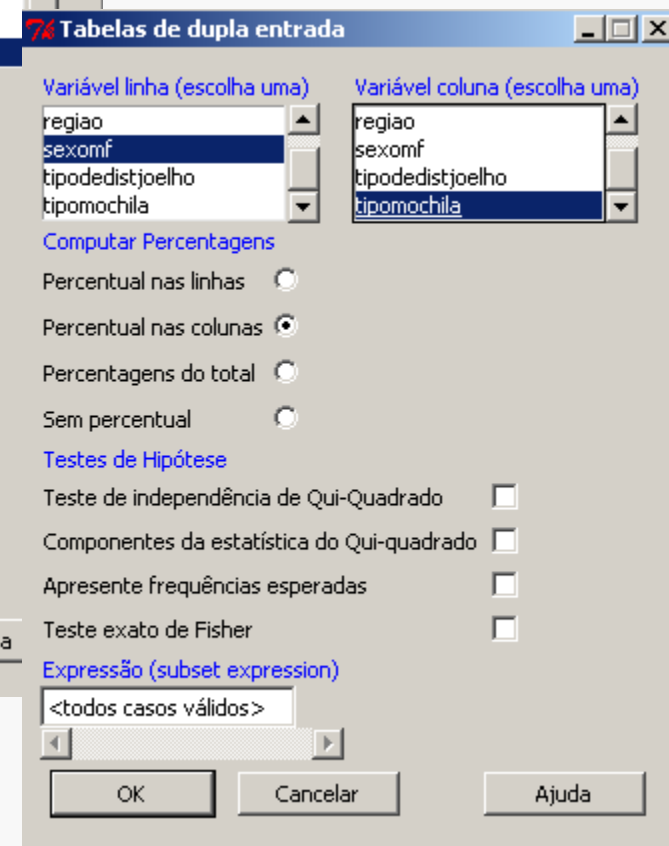 Tabelas de dupla entrada
Variável linha (escolha uma) Variável coluna (escolha uma)
regiao regiao
sexomf sexomf
tipodedistjoelho tipodedistjoelho
tipomochila tipomochila
Computar Percentagens
Percentual nas linhas
Percentual nas colunas
Percentagens do total
Sem percentual
Testes de Hipótese
Teste de independência de Qui-Quadrado
Componentes da estatística do Qui-quadrado
Apresente frequências esperadas
Teste exato de Fisher
a
Expressão (subset expression)
<todos casos válidos>
OK Cancelar Ajuda